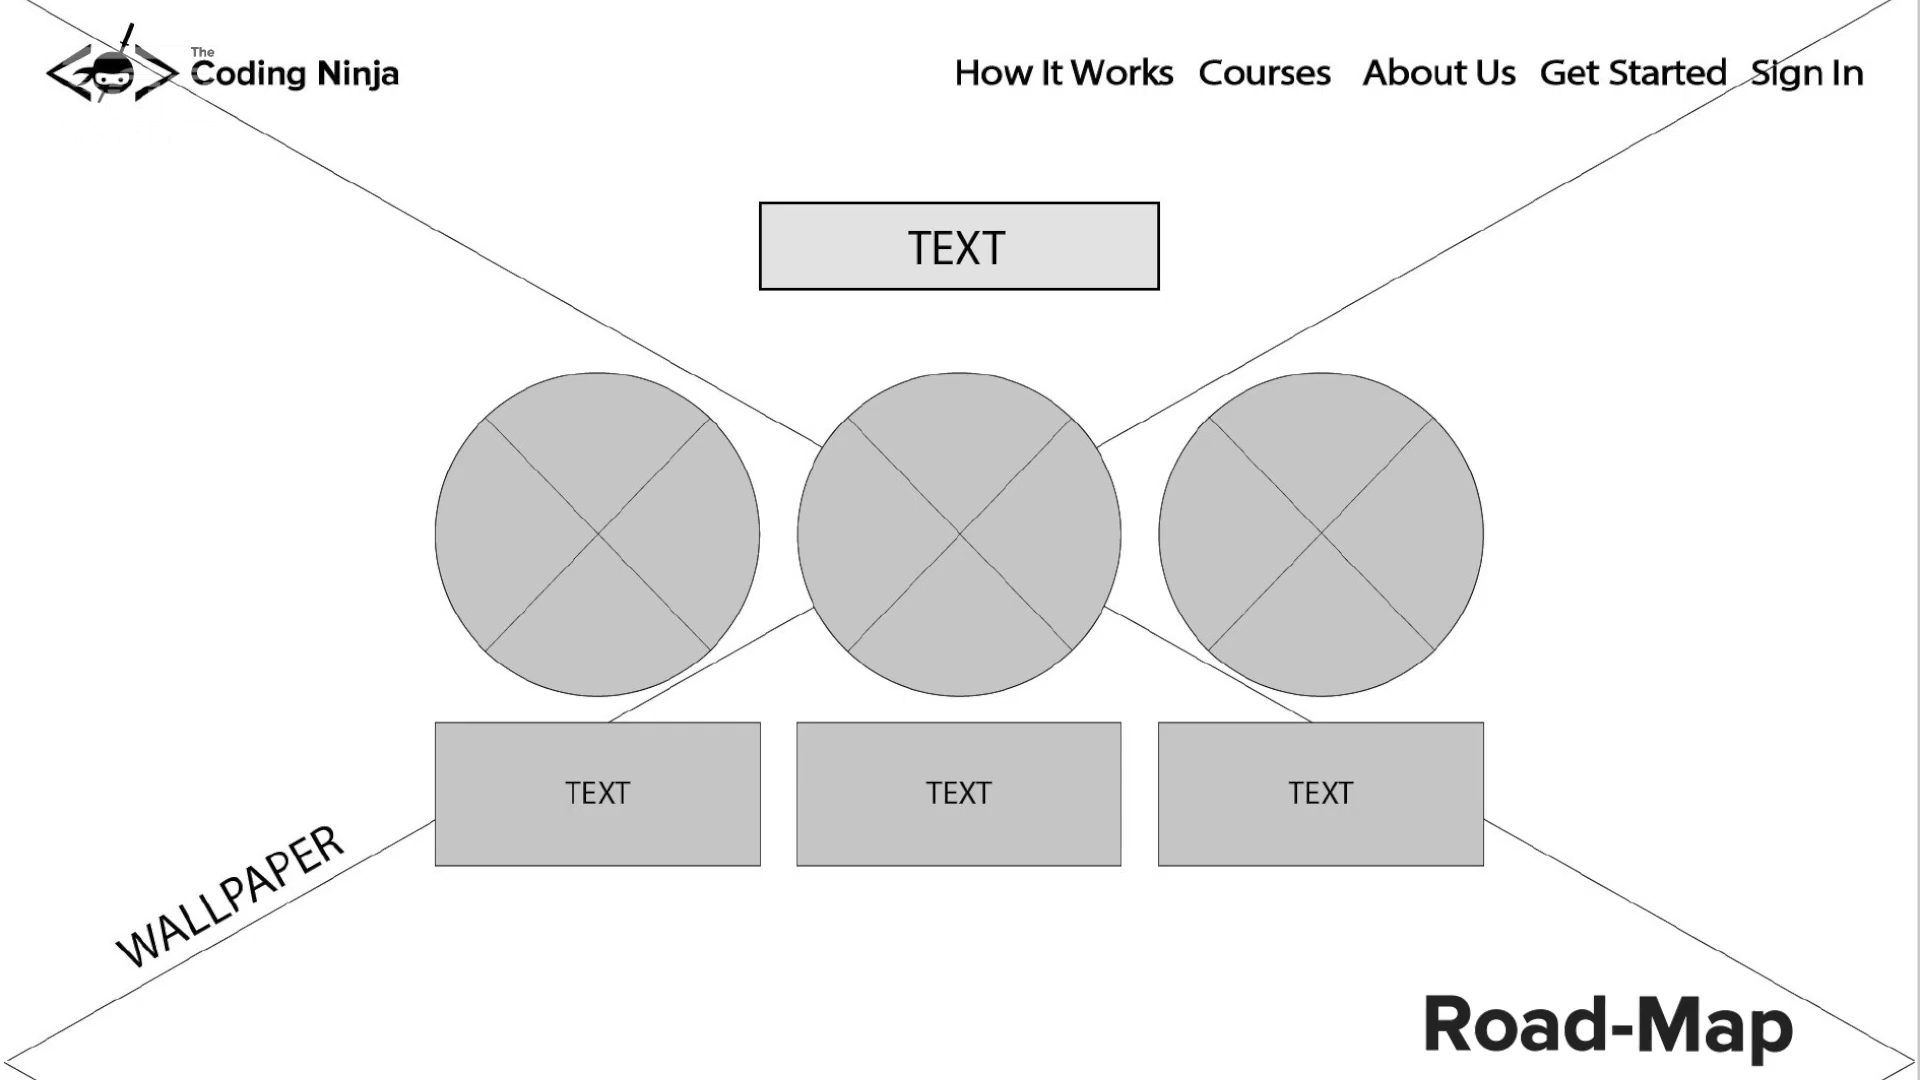 The
Coding Ninja
How It Works Courses About Us Get Started Sign In
TEXT
TEXT TEXT TEXT
WALLPAPER
Road-Map